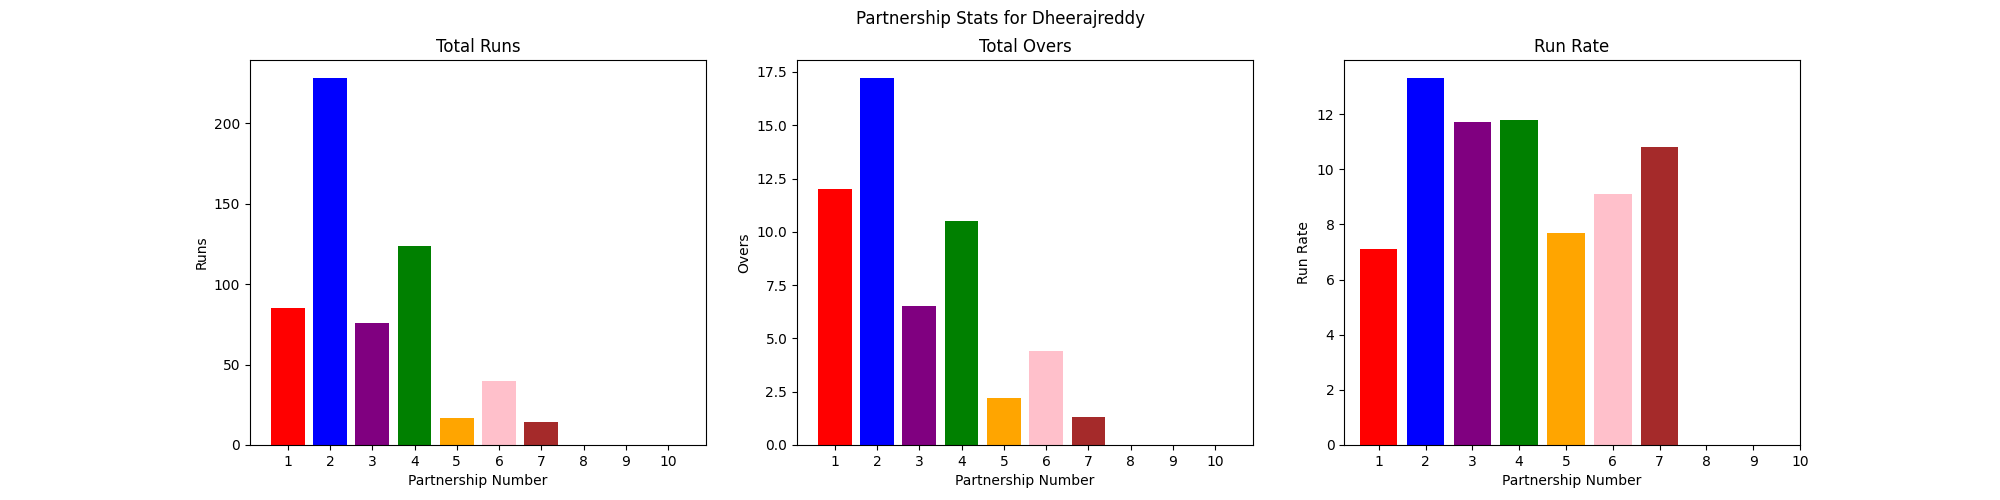 Partnership Stats for Dheerajreddy
Total Runs
200
150
100
50
0
Runs
1 2 3 4 5 6 7 8 9 10
Partnership Number
Total Overs
17.5
15.0
12.5
10.0
7.5
5.0
2.5
0.0
Overs
1 2 3 4 5 6 7 8 9 10
Partnership Number
Run Rate
12
10
8
6
4
2
0
Run Rate
1 2 3 4 5 6 7 8 9 10
Partnership Number